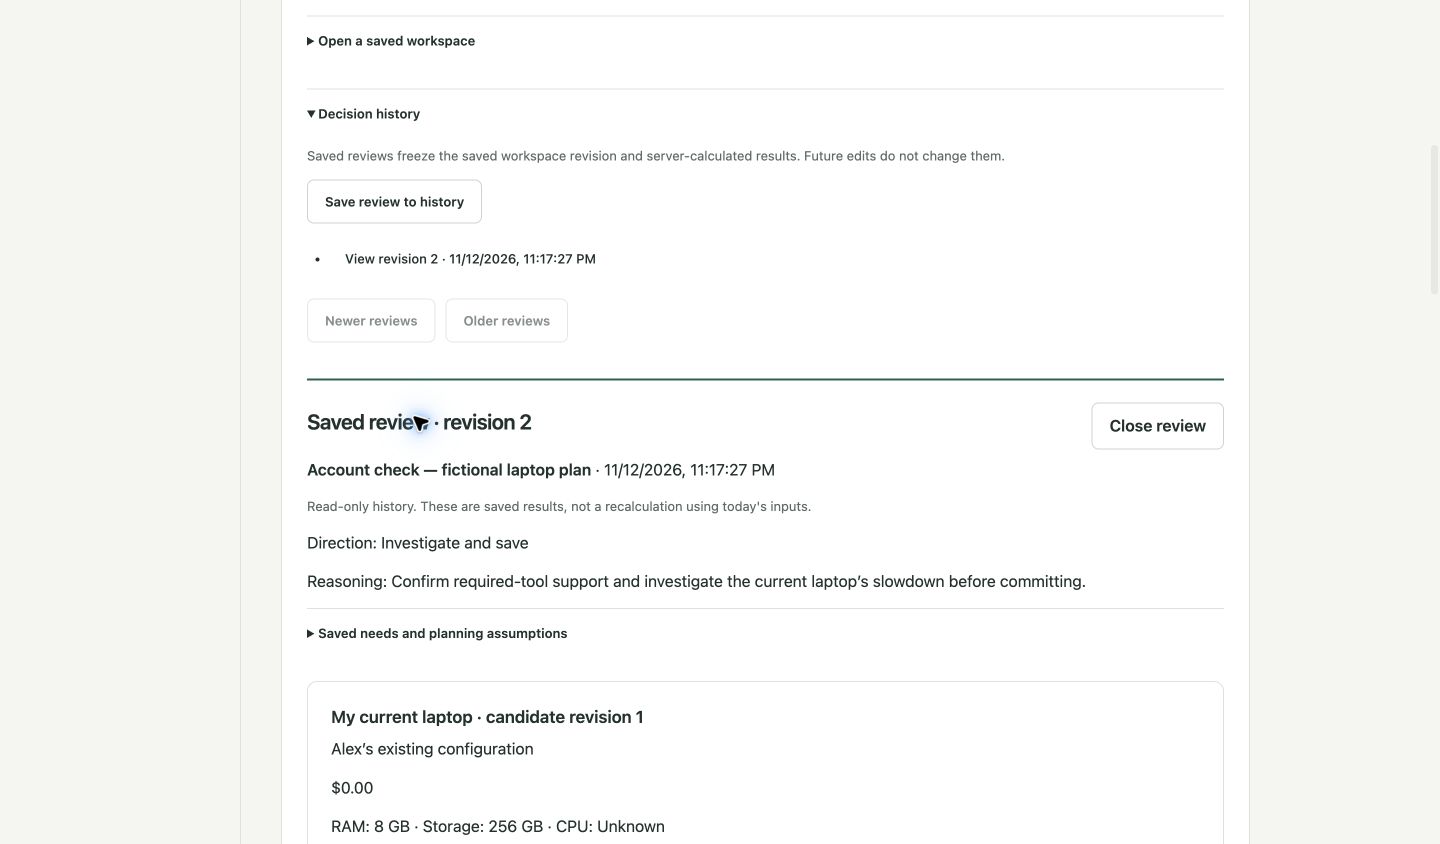 Open a saved workspace
Decision history
Saved reviews freeze the saved workspace revision and server-calculated results. Future edits do not change them.
Save review to history
View revision 2 · 11/12/2026, 11:17:27 PM
Newer reviews
Older reviews
Saved review · revision 2
Close review
Account check — fictional laptop plan · 11/12/2026, 11:17:27 PM
Read-only history. These are saved results, not a recalculation using today's inputs.
Direction: Investigate and save
Reasoning: Confirm required-tool support and investigate the current laptop’s slowdown before committing.
Saved needs and planning assumptions
My current laptop · candidate revision 1
Alex’s existing configuration
$0.00
RAM: 8 GB · Storage: 256 GB · CPU: Unknown